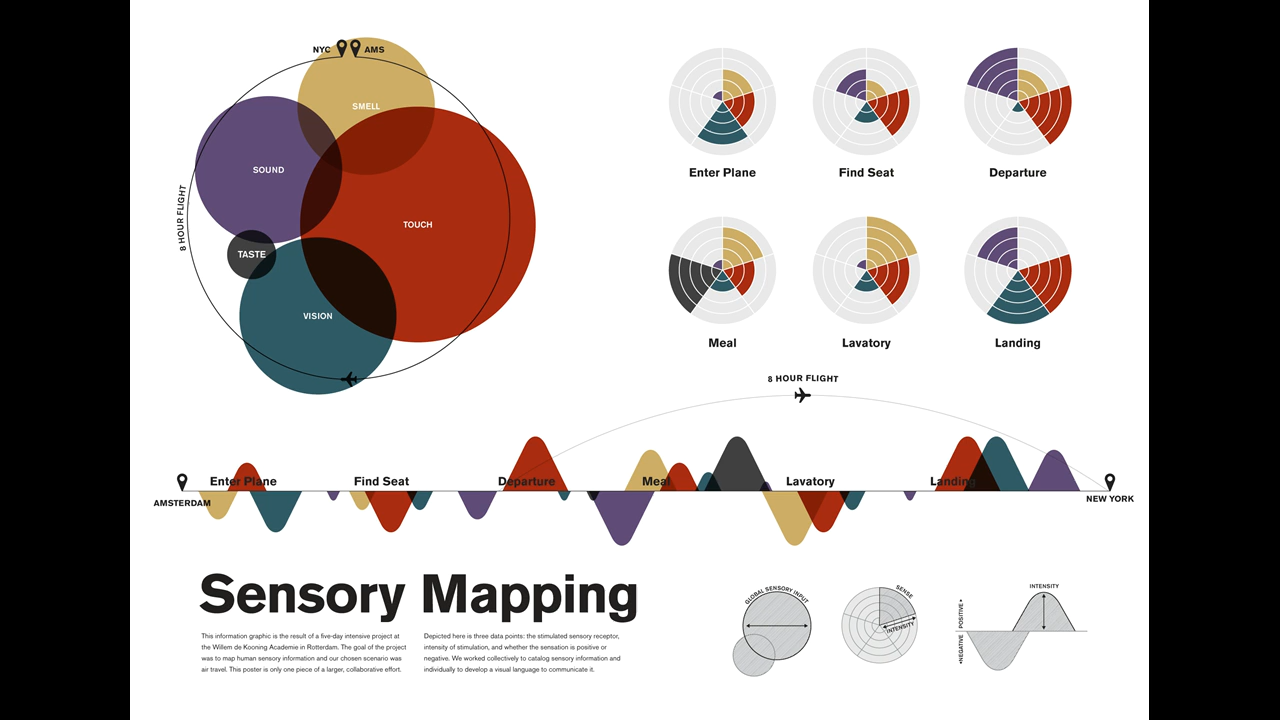 NYC AMS
SMELL
SOUND
TOUCH
8 HOUR FLIGHT
TASTE
VISION
Enter Plane Find Seat Departure
Meal Lavatory Landing
8 HOUR FLIGHT
Enter Plane Find Seat Departure Meal Lavatory Landing
AMSTERDAM
NEW YORK
Sensory Mapping
This information graphic is the result of a five-day intensive project at
the Willem de Kooning Academie in Rotterdam. The goal of the project
was to map human sensory information and our chosen scenario was
air travel. This poster is only one piece of a larger, collaborative effort.
Depicted here is three data points: the stimulated sensory receptor,
intensity of stimulation, and whether the sensation is positive or
negative. We worked collectively to catalog sensory information and
individually to develop a visual language to communicate it.
GLOBAL SENSORY INPUT
SENSE
INTENSITY
INTENSITY
POSITIVE
NEGATIVE